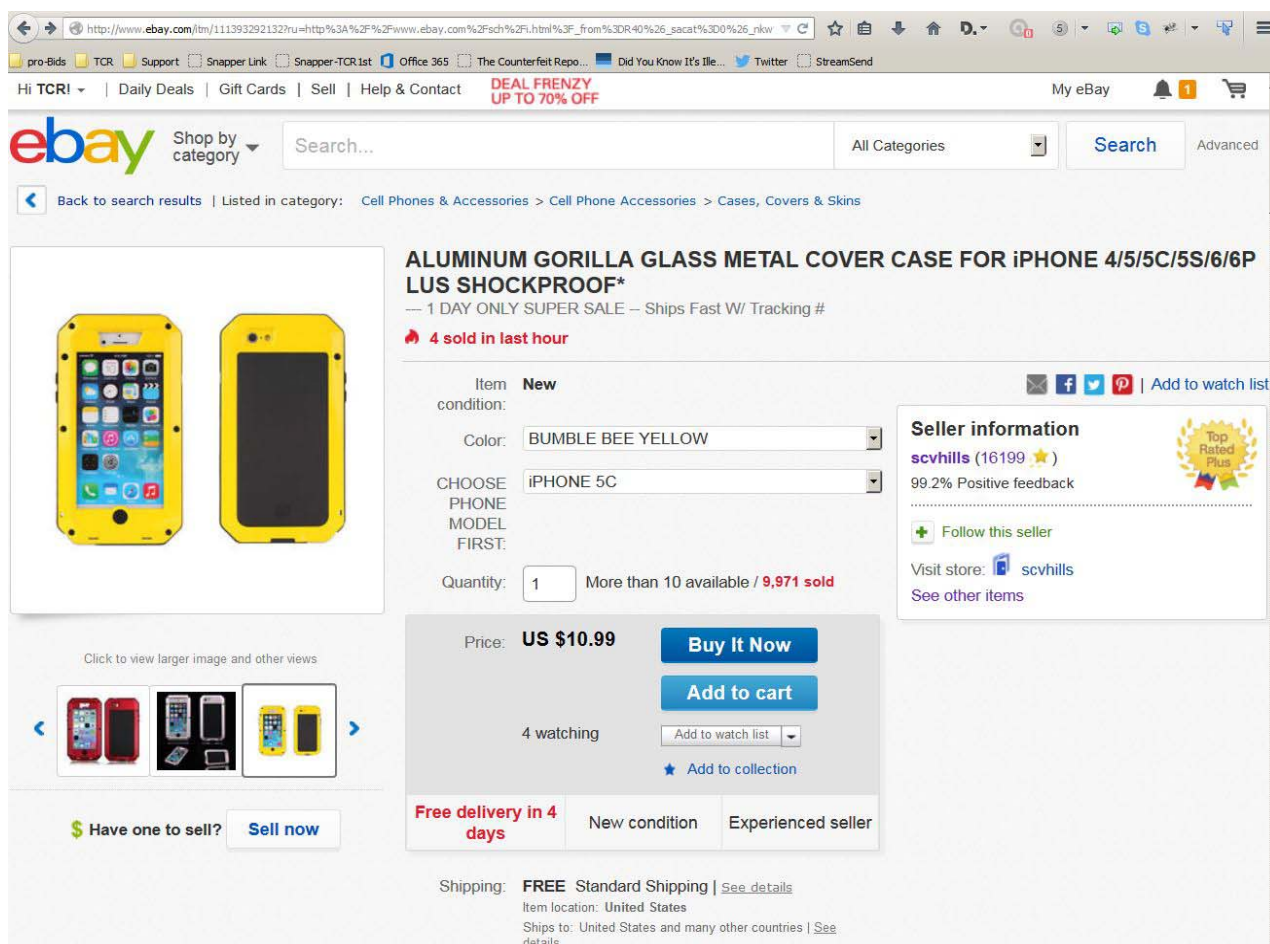 http://www.ebay.com/itm/111393292132?ru=http%3A%2F%2Fwww.ebay.com%2Fsch%2Fi.html%3F_from%3DR40%26_sacat%3D0%26_nkw
pro-Bids TCR Support Snapper Link Snapper-TCR1st Office 365 The Counterfeit Repo... Did You Know It's Ille... Twitter StreamSend
Hi TCR! | Daily Deals | Gift Cards | Sell | Help & Contact DEAL FRENZY My eBay 1
UP TO 70% OFF
ebay Shop by category Search... All Categories Search Advanced
Back to search results | Listed in category: Cell Phones & Accessories > Cell Phone Accessories > Cases, Covers & Skins
ALUMINUM GORILLA GLASS METAL COVER CASE FOR iPHONE 4/5/5C/5S/6/6P
LUS SHOCKPROOF*
--- 1 DAY ONLY SUPER SALE -- Ships Fast W/ Tracking #
4 sold in last hour
Item condition: New
| Add to watch list
Color: BUMBLE BEE YELLOW
CHOOSE PHONE MODEL FIRST: iPHONE 5C
Quantity: 1 More than 10 available / 9,971 sold
Seller information
Top Rated Plus
scvhills (16199 )
99.2% Positive feedback
Follow this seller
Visit store: scvhills
See other items
Price: US $10.99 Buy It Now
Add to cart
4 watching Add to watch list
Add to collection
Free delivery in 4 days New condition Experienced seller
Click to view larger image and other views
$ Have one to sell? Sell now
Shipping: FREE Standard Shipping | See details
Item location: United States
Ships to: United States and many other countries | See
details